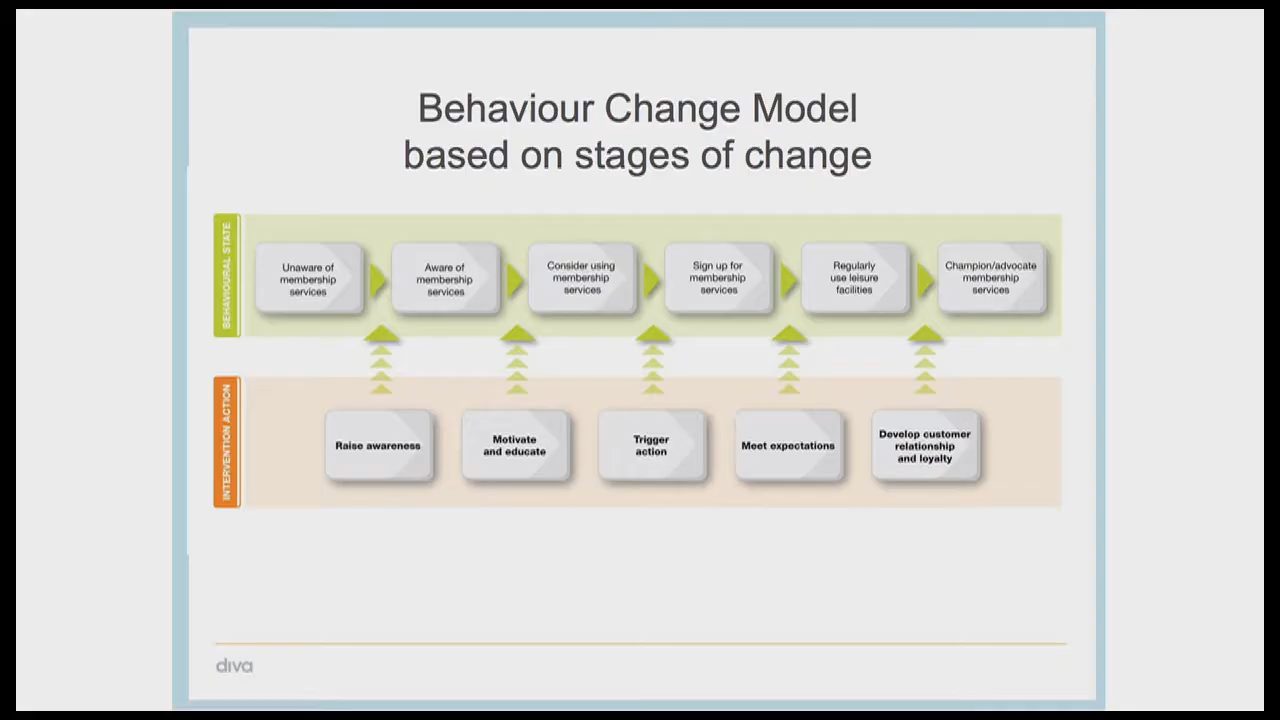 Behaviour Change Model
based on stages of change
BEHAVIOURAL STATE
Unaware of
membership
services
Aware of
membership
services
Consider using
membership
services
Sign up for
membership
services
Regularly
use leisure
facilities
Champion/advocate
membership
services
INTERVENTION ACTION
Raise awareness
Motivate
and educate
Trigger
action
Meet expectations
Develop customer
relationship
and loyalty
diva